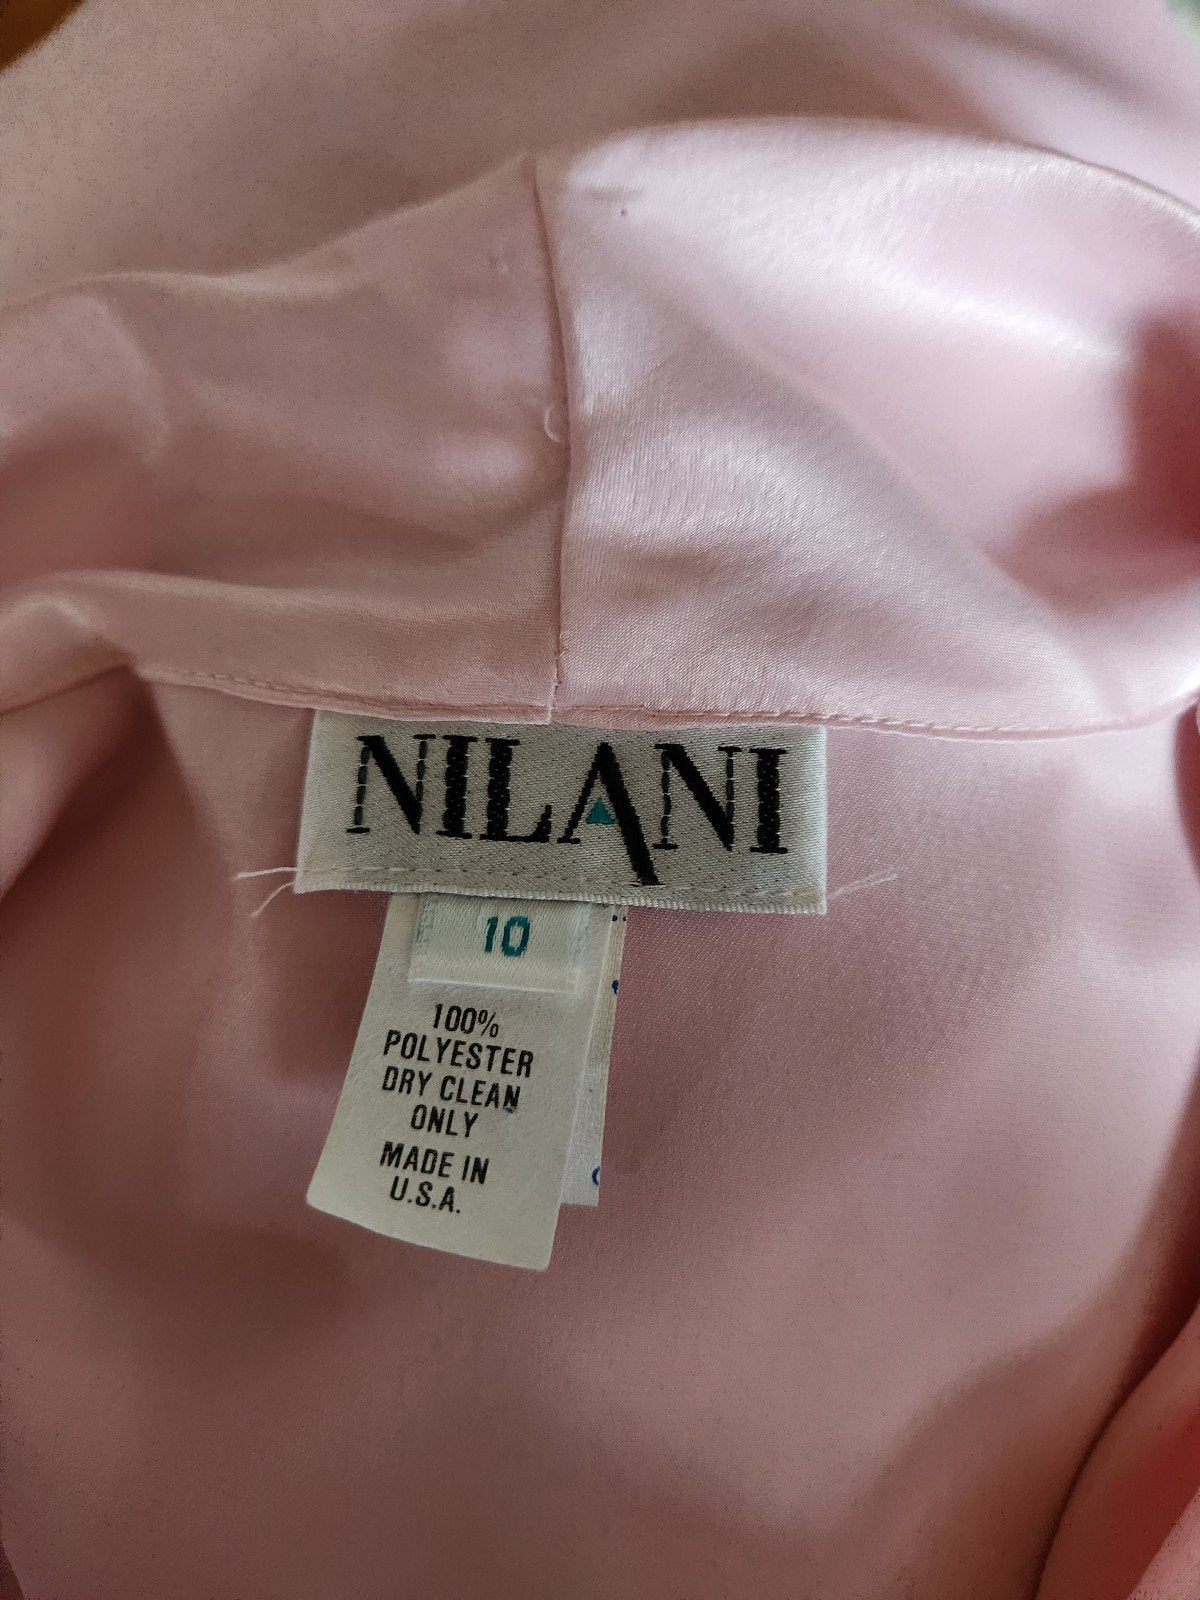 NILANI
10
100%
POLYESTER
DRY CLEAN
ONLY
MADE IN
U.S.A.